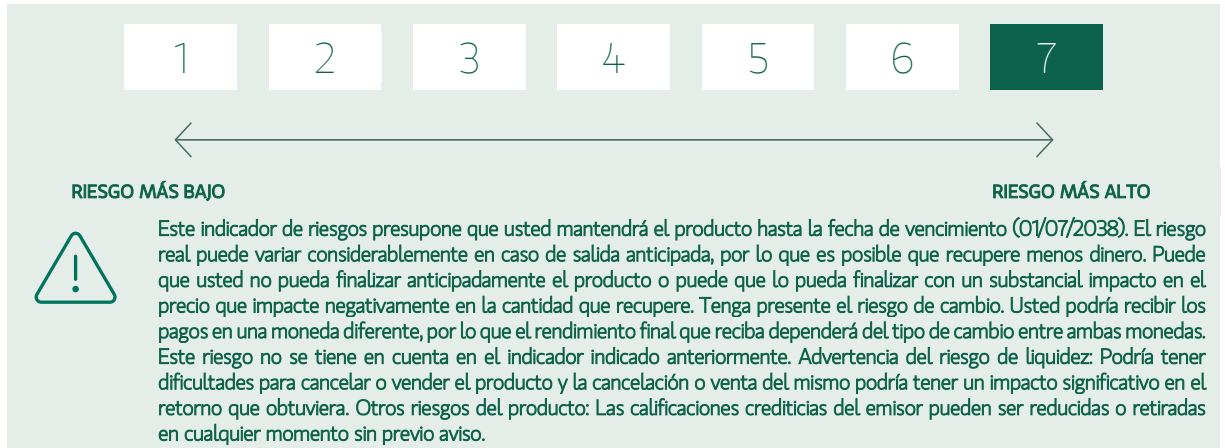 1 2 3 4 5 6 7
RIESGO MÁS BAJO RIESGO MÁS ALTO
Este indicador de riesgos presupone que usted mantendrá el producto hasta la fecha de vencimiento (01/07/2038). El riesgo
real puede variar considerablemente en caso de salida anticipada, por lo que es posible que recupere menos dinero. Puede
que usted no pueda finalizar anticipadamente el producto o puede que lo pueda finalizar con un substancial impacto en el
precio que impacte negativamente en la cantidad que recupere. Tenga presente el riesgo de cambio. Usted podría recibir los
pagos en una moneda diferente, por lo que el rendimiento final que reciba dependerá del tipo de cambio entre ambas monedas.
Este riesgo no se tiene en cuenta en el indicador indicado anteriormente. Advertencia del riesgo de liquidez: Podría tener
dificultades para cancelar o vender el producto y la cancelación o venta del mismo podría tener un impacto significativo en el
retorno que obtuviera. Otros riesgos del producto: Las calificaciones crediticias del emisor pueden ser reducidas o retiradas
en cualquier momento sin previo aviso.